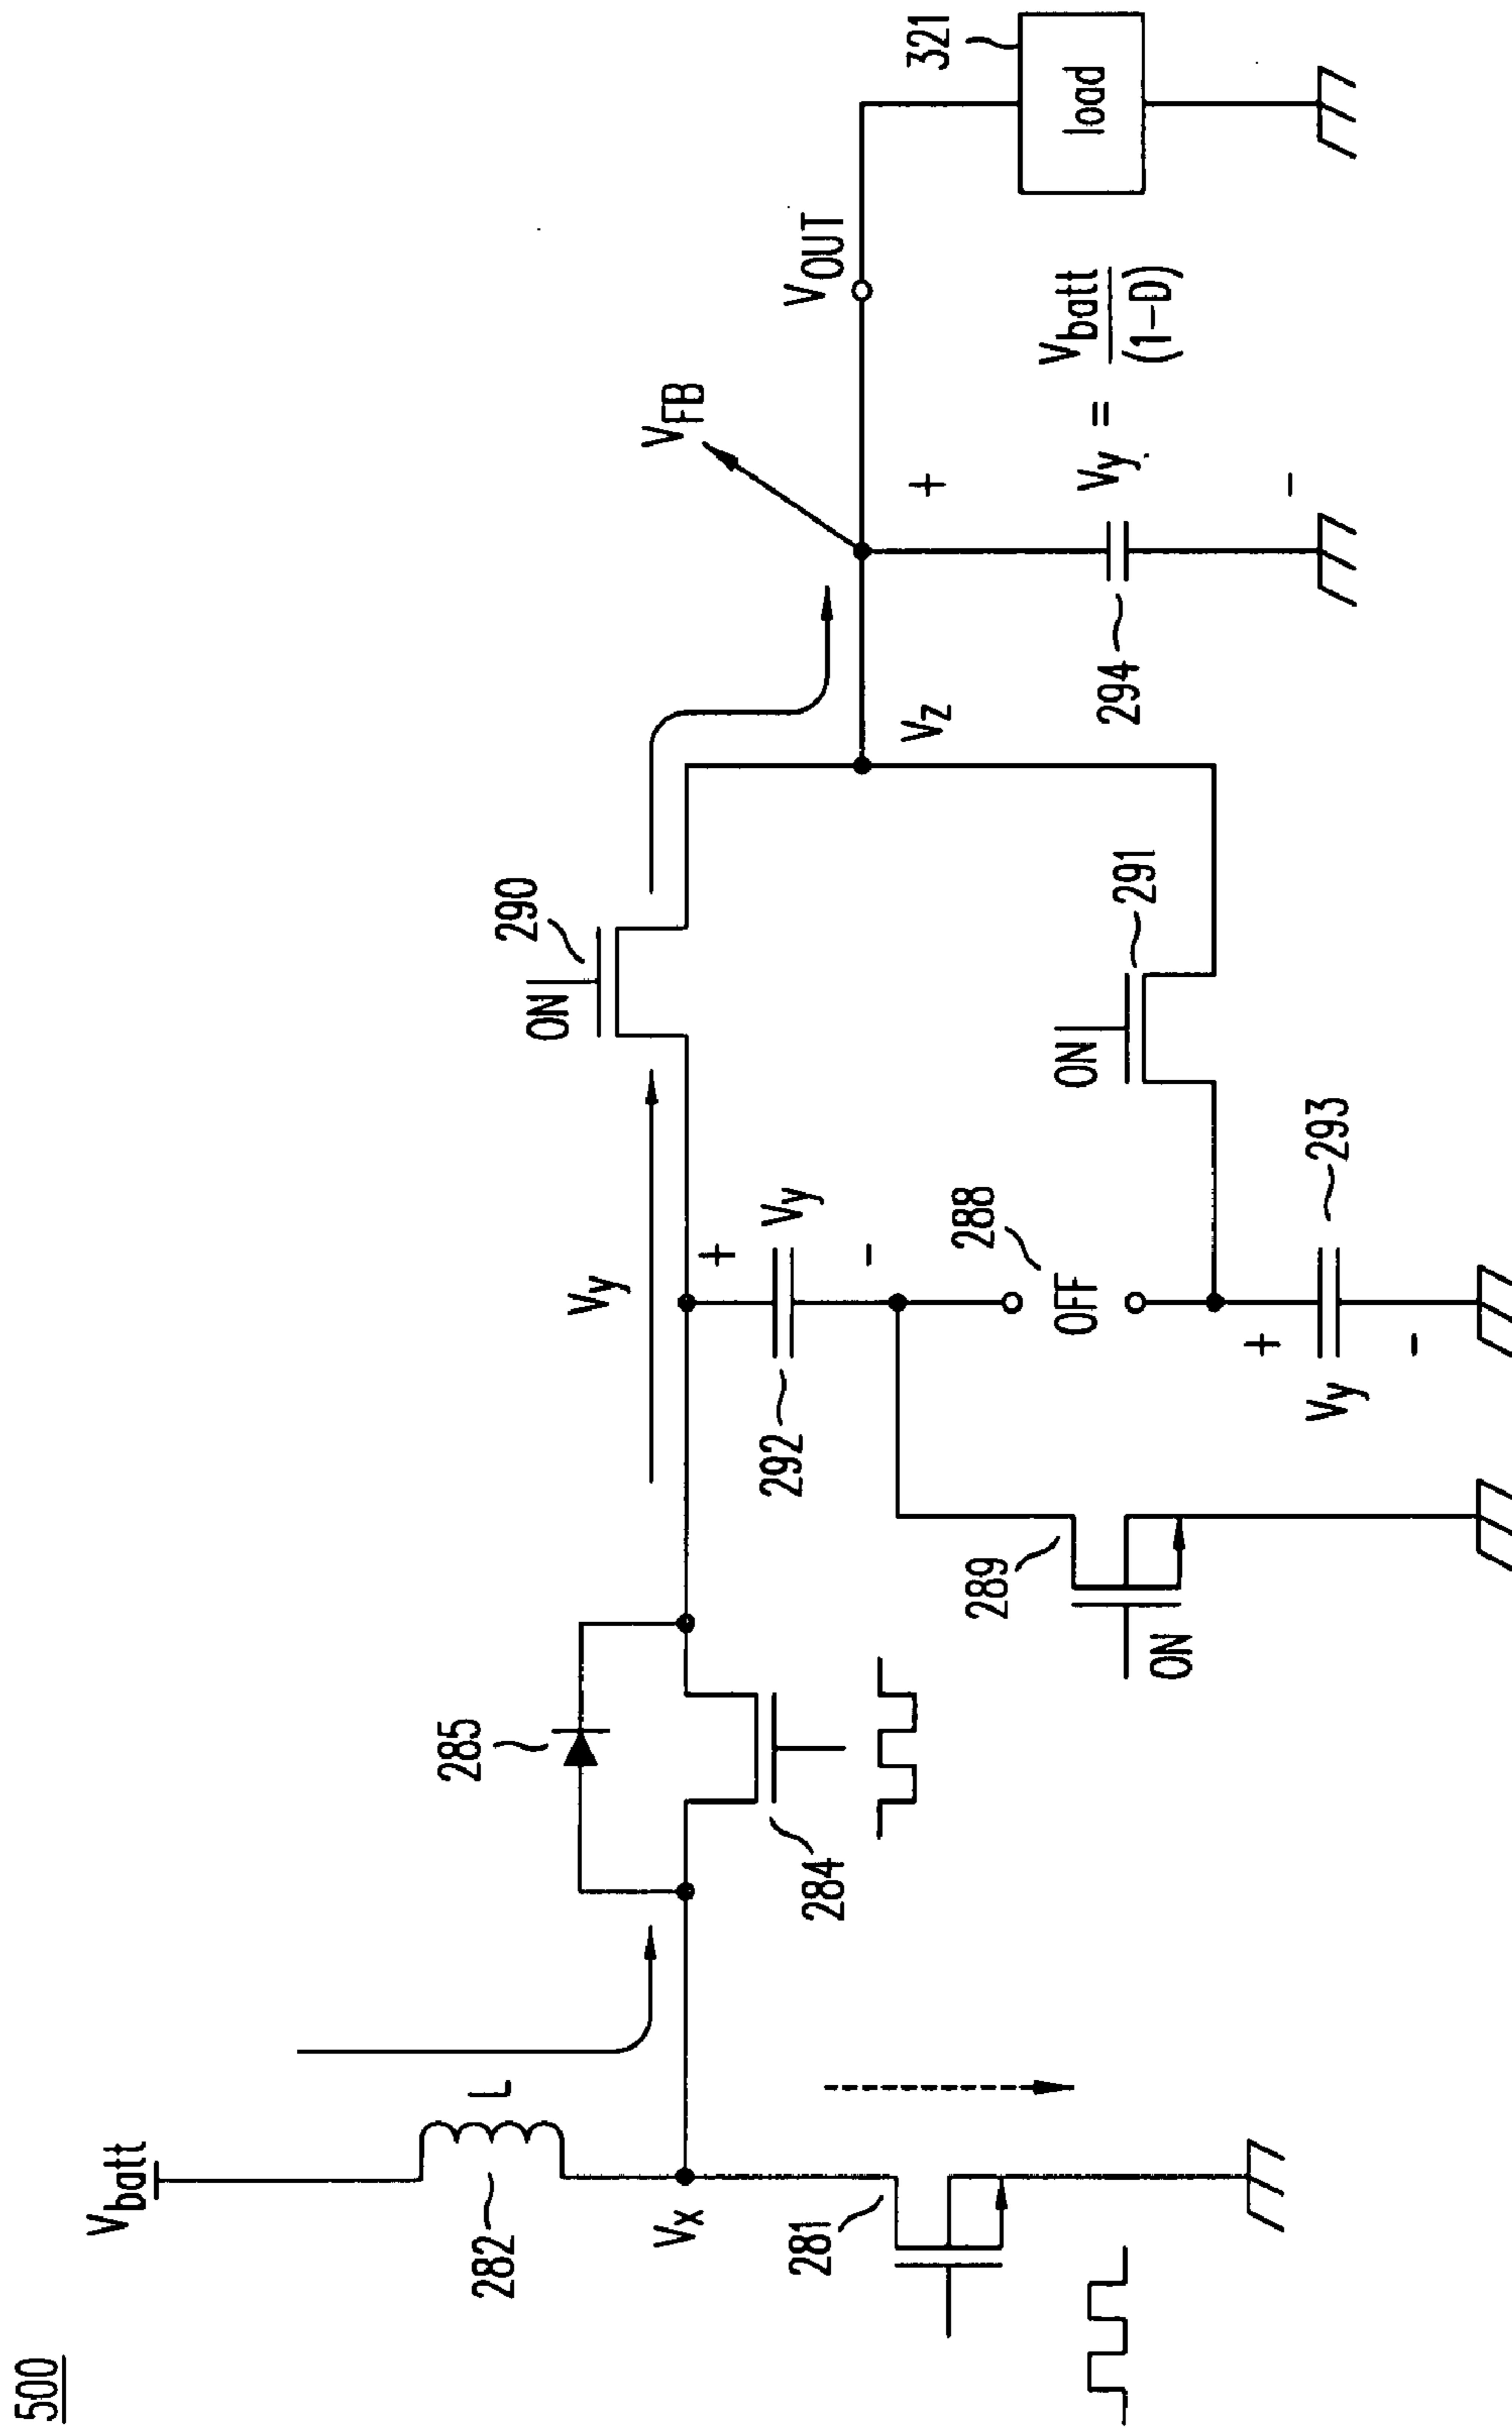 500
V_batt
282
L
V_x
281
285
284
V_y
292
+
V_y
-
289
ON
288
OFF
+
V_y
-
293
290
ON
291
ON
V_z
V_FB
294
+
V_y = V_batt / (1-D)
-
V_OUT
321
load